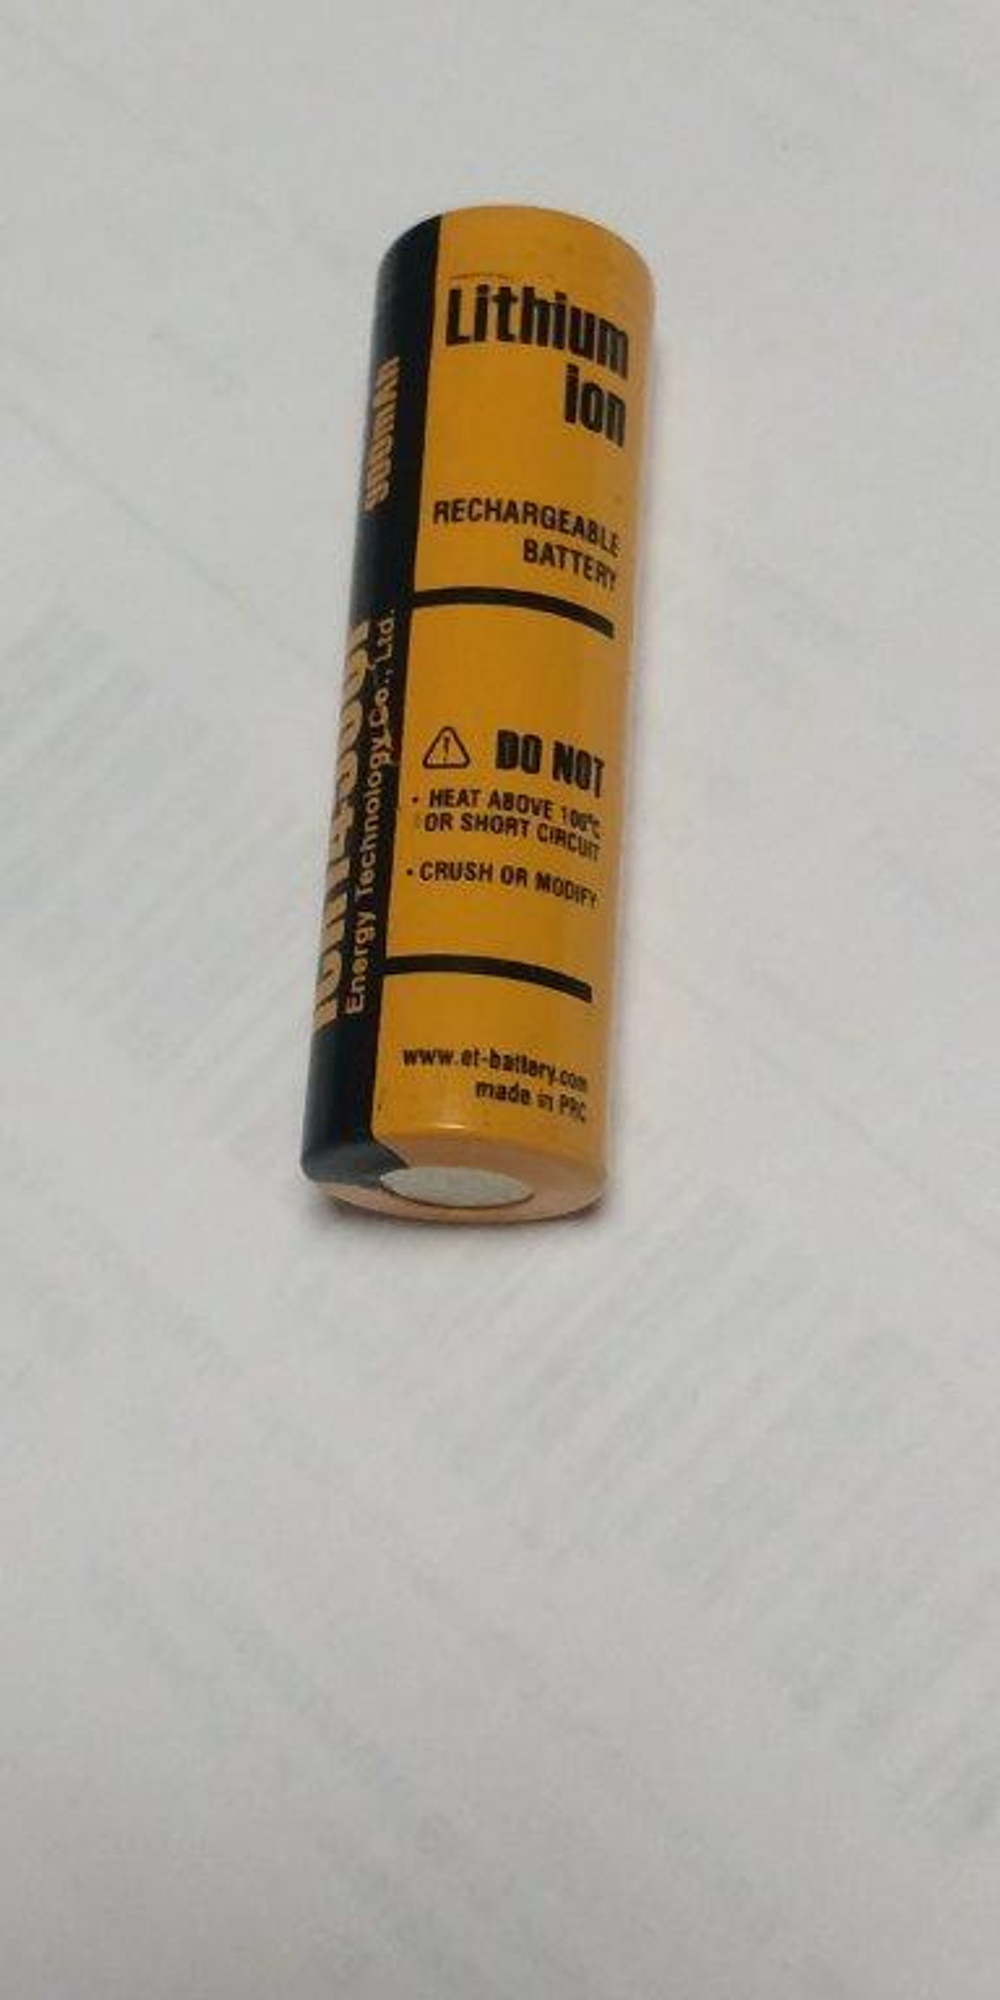 Lithium
ion
RECHARGEABLE
BATTERY
DO NOT
• HEAT ABOVE 100°C
OR SHORT CIRCUIT
• CRUSH OR MODIFY
www.et-battery.com
made in PRC
900mAh
Energy Technology Co., Ltd.